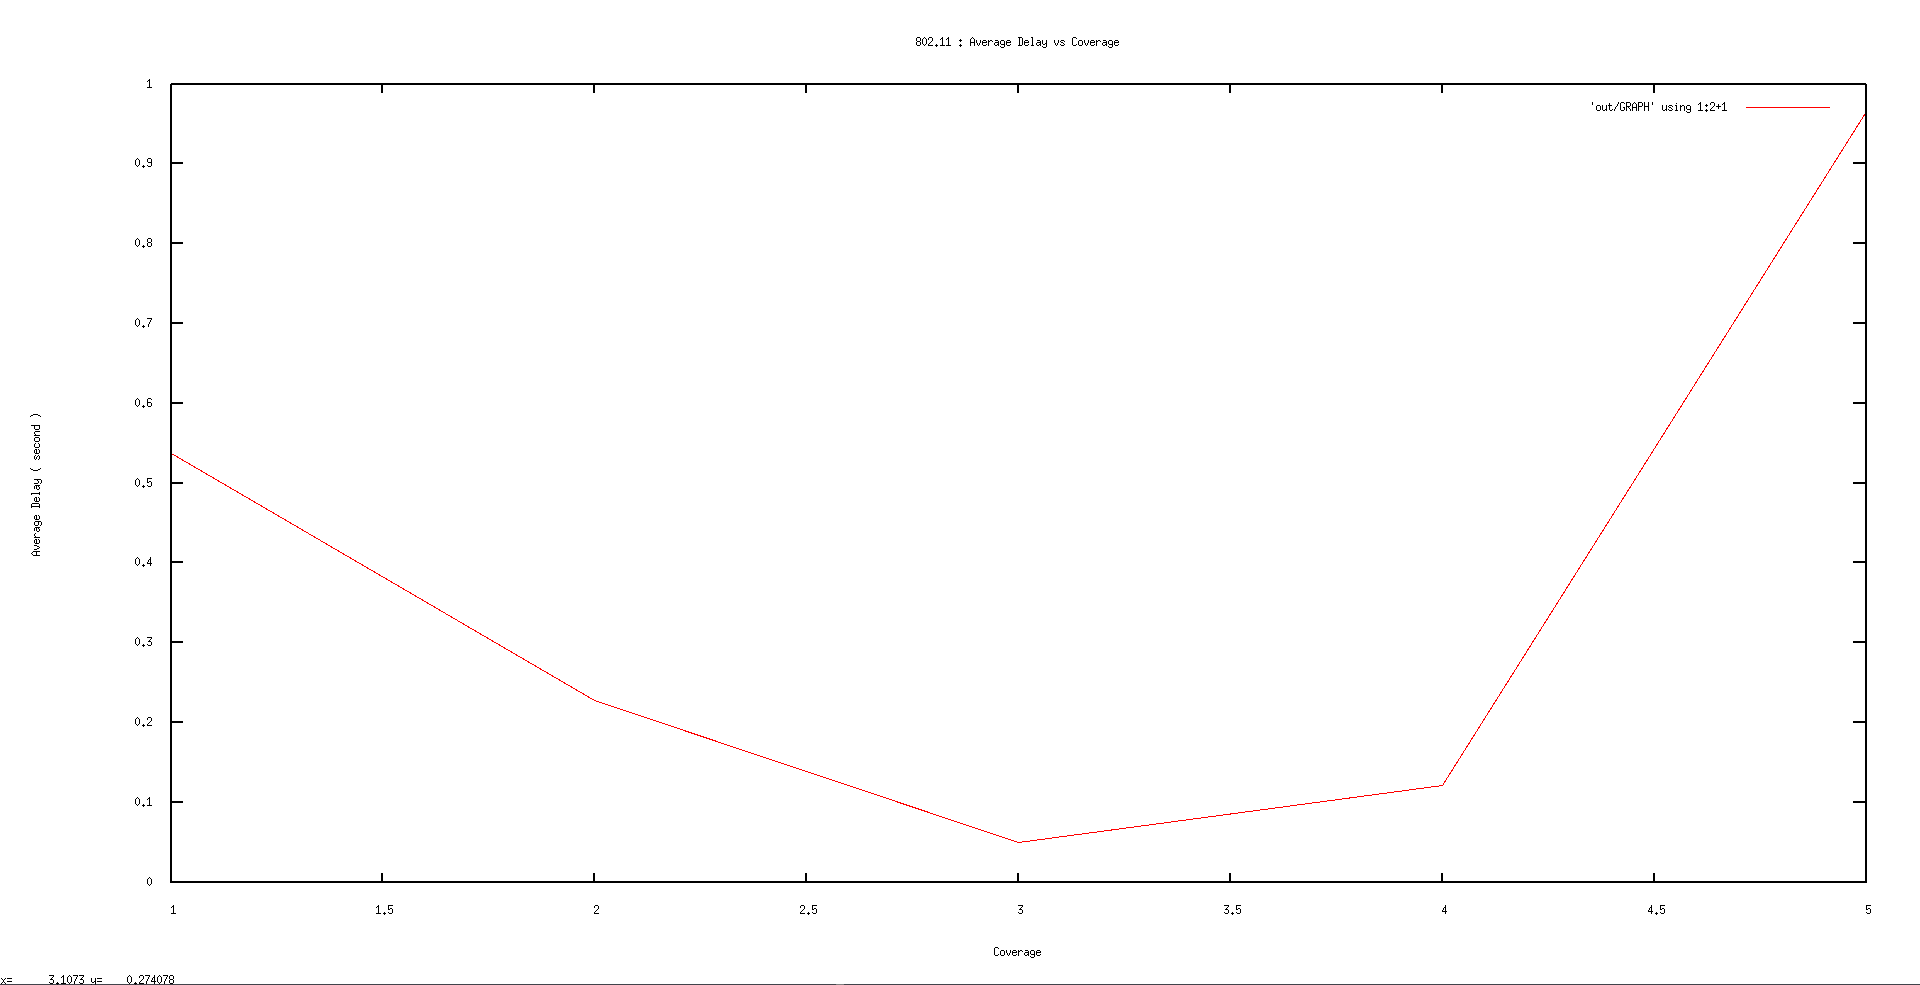 802.11 : Average Delay vs Coverage
'out/GRAPH' using 1:2+1
1
0.9
0.8
0.7
0.6
0.5
0.4
0.3
0.2
0.1
0
Average Delay ( second )
1 1.5 2 2.5 3 3.5 4 4.5 5
Coverage
x= 3.1073 y= 0.274078